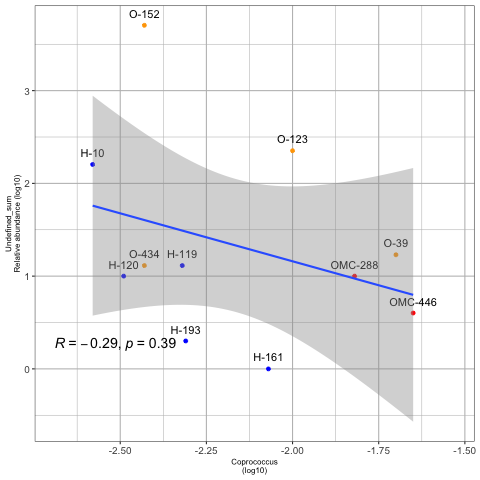 O-152
3
O-123
H-10
2
O-39
O-434 H-119
H-120
OMC-288
1
OMC-446
H-193
R = −0.29, p = 0.39
H-161
0
Undefined_sum
Relative abundance (log10)
-2.50 -2.25 -2.00 -1.75 -1.50
Coprococcus
(log10)